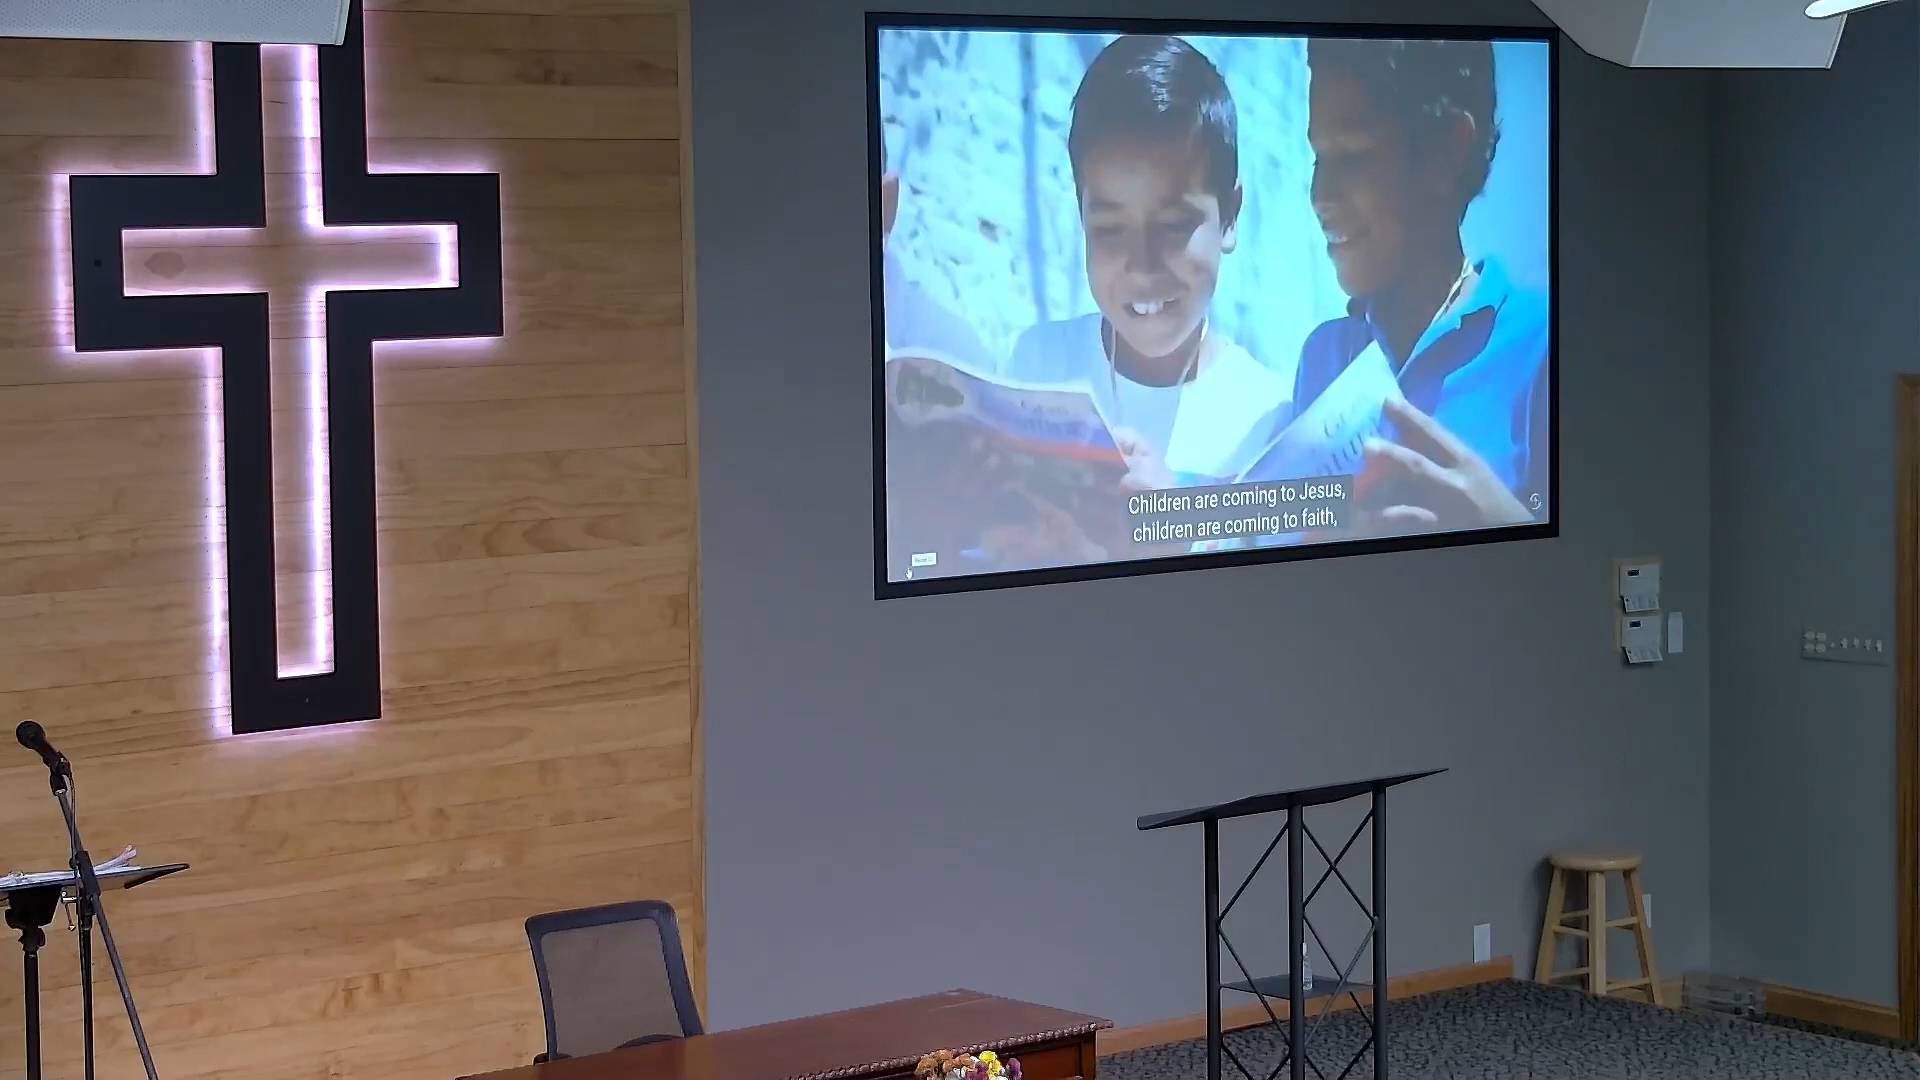 Children are coming to Jesus,
children are coming to faith,